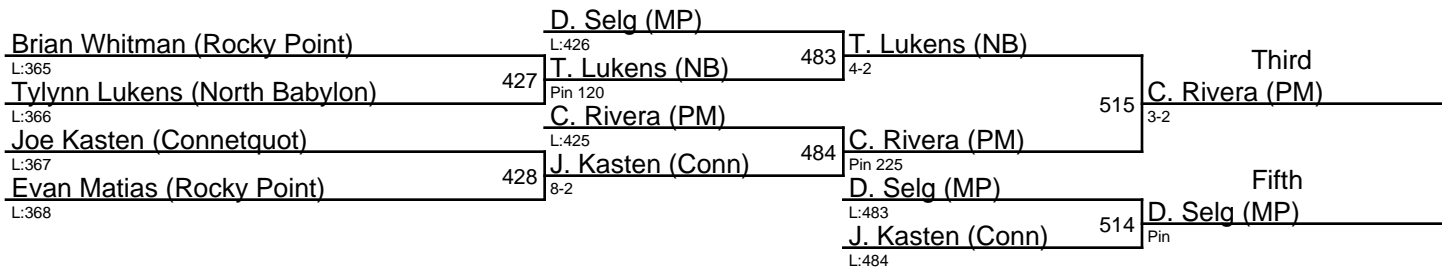 Brian Whitman (Rocky Point)
L:365
Tylynn Lukens (North Babylon)
L:366
Joe Kasten (Connetquot)
L:367
Evan Matias (Rocky Point)
L:368
427
428
D. Selg (MP)
L:426
T. Lukens (NB)
Pin 120
C. Rivera (PM)
L:425
J. Kasten (Conn)
8-2
483
484
T. Lukens (NB)
4-2
C. Rivera (PM)
Pin 225
D. Selg (MP)
L:483
J. Kasten (Conn)
L:484
515
514
Third
C. Rivera (PM)
3-2
Fifth
D. Selg (MP)
Pin